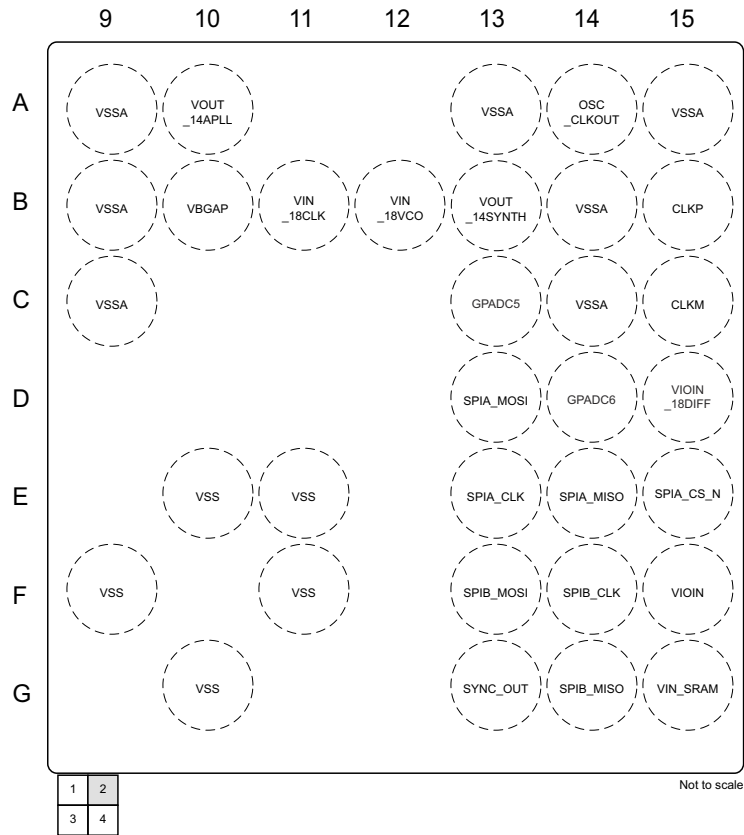 9 10 11 12 13 14 15
A
VSSA
VOUT
_14APLL
VSSA
OSC
_CLKOUT
VSSA
B
VSSA
VBGAP
VIN
_18CLK
VIN
_18VCO
VOUT
_14SYNTH
VSSA
CLKP
C
VSSA
GPADC5
VSSA
CLKM
D
SPIA_MOSI
GPADC6
VIOIN
_18DIFF
E
VSS
VSS
SPIA_CLK
SPIA_MISO
SPIA_CS_N
F
VSS
VSS
SPIB_MOSI
SPIB_CLK
VIOIN
G
VSS
SYNC_OUT
SPIB_MISO
VIN_SRAM
1 2
3 4
Not to scale